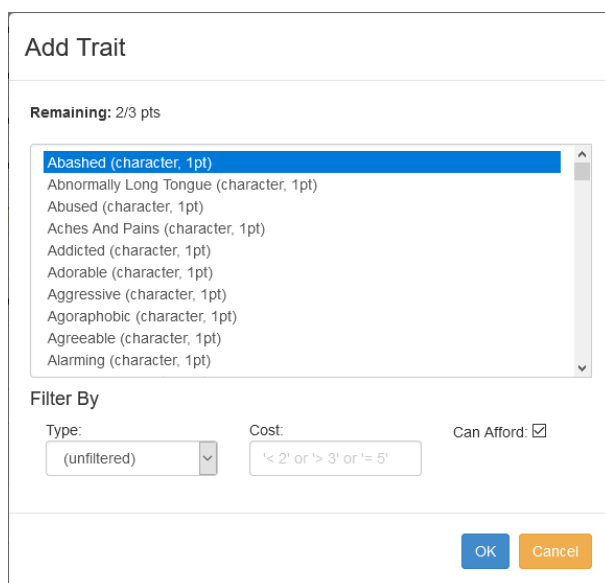 Add Trait
Remaining: 2/3 pts
Abashed (character, 1pt)
Abnormally Long Tongue (character, 1pt)
Abused (character, 1pt)
Aches And Pains (character, 1pt)
Addicted (character, 1pt)
Adorable (character, 1pt)
Aggressive (character, 1pt)
Agoraphobic (character, 1pt)
Agreeable (character, 1pt)
Alarming (character, 1pt)
Filter By
Type: Cost: Can Afford:
(unfiltered) '< 2' or '> 3' or '= 5'
OK Cancel